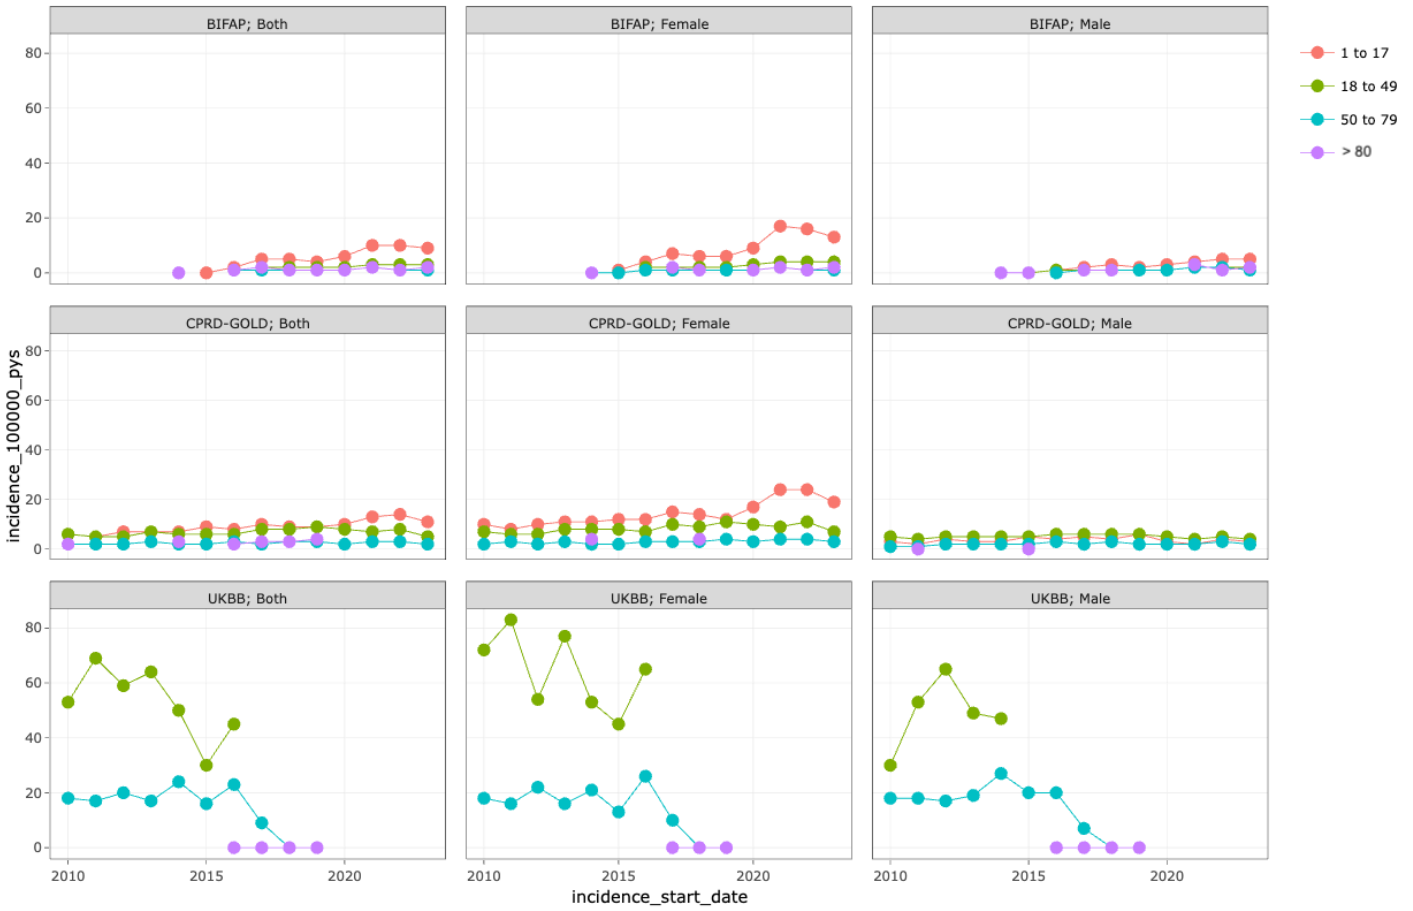 BIFAP; Both
BIFAP; Female
BIFAP; Male
1 to 17
18 to 49
50 to 79
> 80
80
60
40
20
0
CPRD-GOLD; Both
CPRD-GOLD; Female
CPRD-GOLD; Male
80
60
40
20
0
incidence_100000_pys
UKBB; Both
UKBB; Female
UKBB; Male
80
60
40
20
0
2010 2015 2020
2010 2015 2020
2010 2015 2020
incidence_start_date